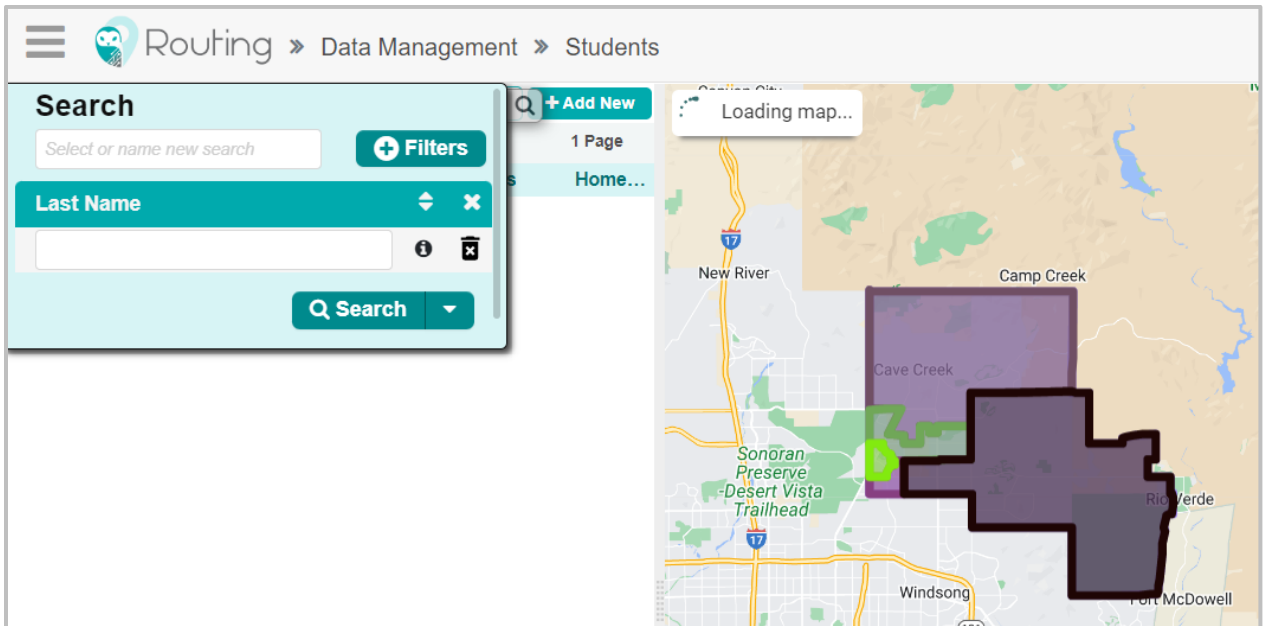 Routing » Data Management » Students
Search
Select or name new search
Filters
Last Name
Search
+ Add New
1 Page
s Home...
Loading map...
17
New River
Camp Creek
Cave Creek
Sonoran
Preserve
-Desert Vista
Trailhead
Rio Verde
17
Windsong
Fort McDowell